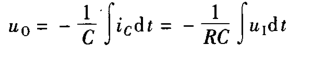 u_O = − 1/C ∫ i_C dt = − 1/RC ∫ u_I dt